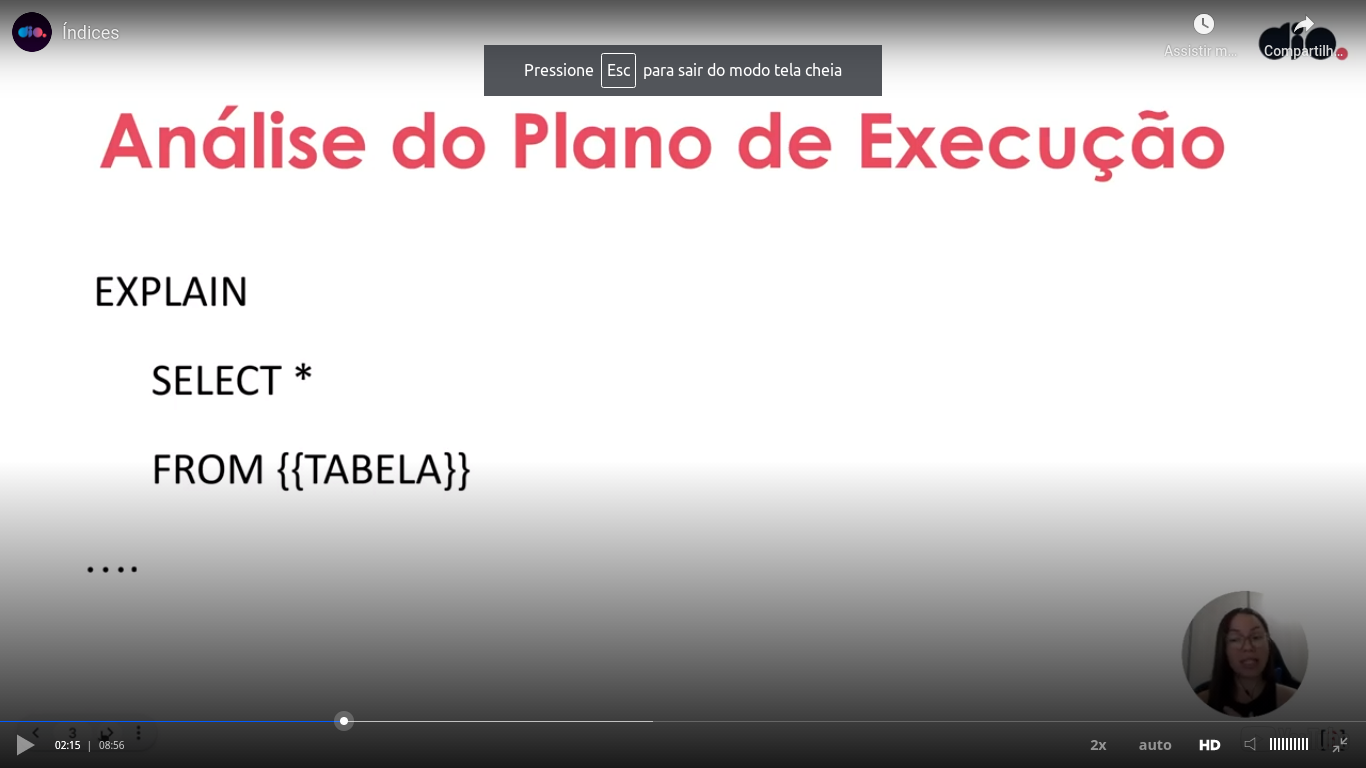 Índices
Assistir m...
Compartilh...
dio.
Pressione Esc para sair do modo tela cheia
Análise do Plano de Execução
EXPLAIN
SELECT *
FROM {{TABELA}}
....
3
02:15 | 08:56
2x
auto
HD